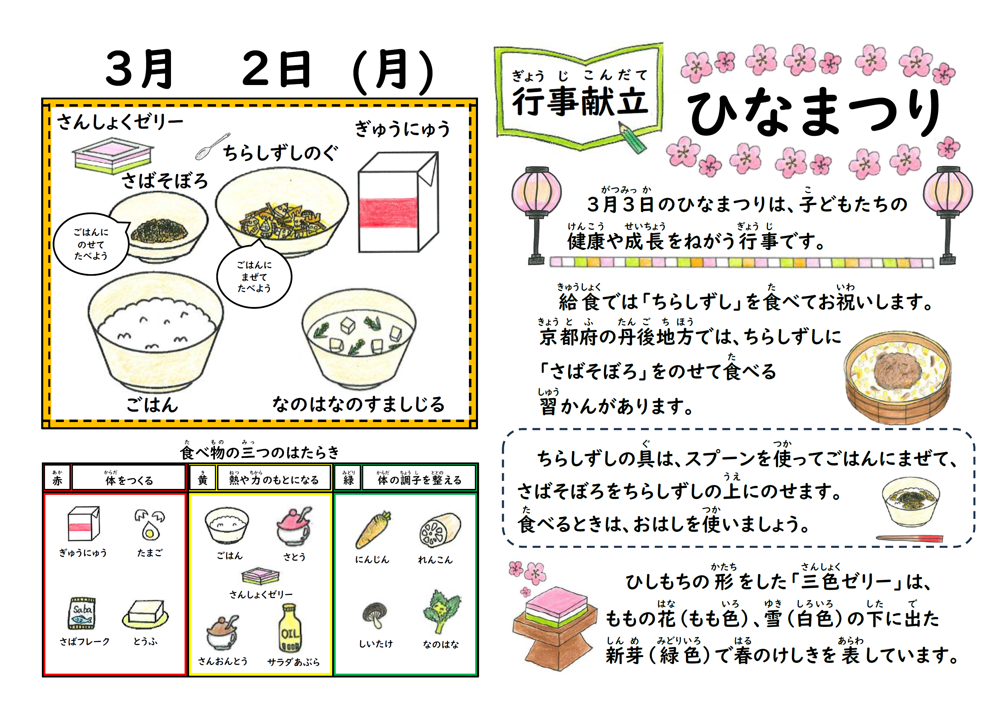 3月 2日 (月)
さんしょくゼリー
ぎゅうにゅう
ちらしずしのぐ
さばそぼろ
ごはんに
のせて
たべよう
ごはんに
まぜて
たべよう
ごはん
なのはなのすましじる
た もの みっ
食べ物の三つのはたらき
あか からだ
赤 体をつくる
き ねつ ちから
黄 熱や力のもとになる
みどり からだ ちょう し ととの
緑 体の調子を整える
ぎゅうにゅう たまご
Saba
さばフレーク とうふ
ごはん さとう
さんしょくゼリー
OIL
さんおんとう サラダあぶら
にんじん れんこん
しいたけ なのはな
ぎょう じ こんだて
行事献立
ひなまつり
がつみっ か こ
3月3日のひなまつりは、子どもたちの
けんこう せいちょう ぎょう じ
健康や成長をねがう行事です。
きゅうしょく た いわ
給食では「ちらしずし」を食べてお祝いします。
きょう と ふ たん ご ち ほう
京都府の丹後地方では、ちらしずしに
た
「さばそぼろ」をのせて食べる
しゅう
習かんがあります。
ぐ つか
ちらしずしの具は、スプーンを使ってごはんにまぜて、
うえ
さばそぼろをちらしずしの上にのせます。
た つか
食べるときは、おはしを使いましょう。
かたち さんしょく
ひしもちの形をした「三色ゼリー」は、
はな いろ ゆき しろいろ した で
ももの花(もも色)、雪(白色)の下に出た
しん め みどりいろ はる あらわ
新芽(緑色)で春のけしきを表しています。